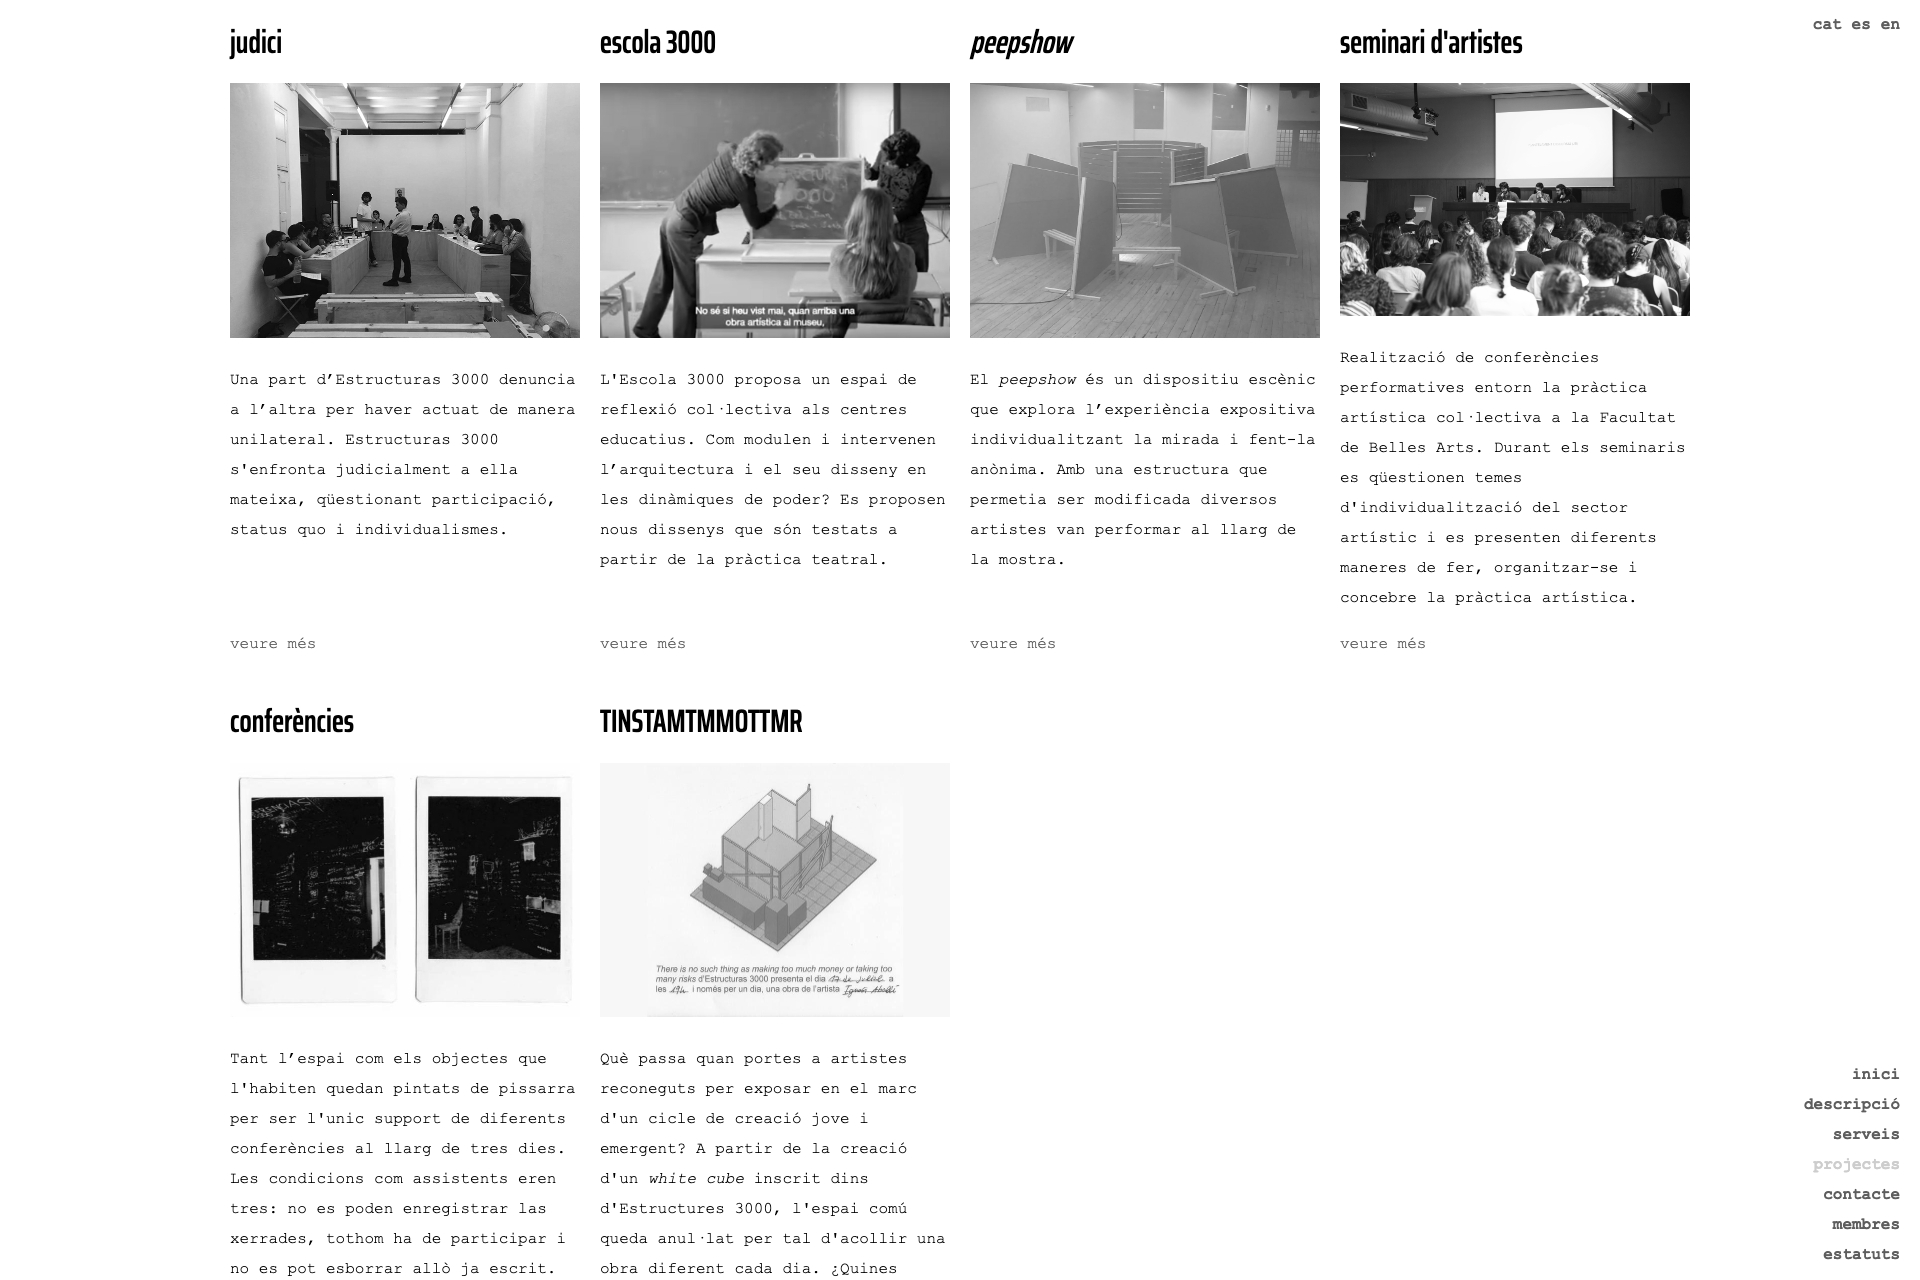 cat es en
judici
Una part d’Estructuras 3000 denuncia
a l’altra per haver actuat de manera
unilateral. Estructuras 3000
s'enfronta judicialment a ella
mateixa, qüestionant participació,
status quo i individualismes.
veure més
escola 3000
No sé si heu vist mai, quan arriba una
obra artística al museu,
L'Escola 3000 proposa un espai de
reflexió col·lectiva als centres
educatius. Com modulen i intervenen
l’arquitectura i el seu disseny en
les dinàmiques de poder? Es proposen
nous dissenys que són testats a
partir de la pràctica teatral.
veure més
peepshow
El peepshow és un dispositiu escènic
que explora l’experiència expositiva
individualitzant la mirada i fent-la
anònima. Amb una estructura que
permetia ser modificada diversos
artistes van performar al llarg de
la mostra.
veure més
seminari d'artistes
Realització de conferències
performatives entorn la pràctica
artística col·lectiva a la Facultat
de Belles Arts. Durant els seminaris
es qüestionen temes
d'individualització del sector
artístic i es presenten diferents
maneres de fer, organitzar-se i
concebre la pràctica artística.
veure més
conferències
Tant l’espai com els objectes que
l'habiten quedan pintats de pissarra
per ser l'unic support de diferents
conferències al llarg de tres dies.
Les condicions com assistents eren
tres: no es poden enregistrar las
xerrades, tothom ha de participar i
no es pot esborrar allò ja escrit.
TINSTAMTMMOTTMR
There is no such thing as making too much money or taking too
many risks d'Estructuras 3000 presenta el dia 17 de juliol a
les 19h i només per un dia, una obra de l'artista Ignasi
Què passa quan portes a artistes
reconeguts per exposar en el marc
d'un cicle de creació jove i
emergent? A partir de la creació
d'un white cube inscrit dins
d'Estructures 3000, l'espai comú
queda anul·lat per tal d'acollir una
obra diferent cada dia. ¿Quines
inici
descripció
serveis
projectes
contacte
membres
estatuts